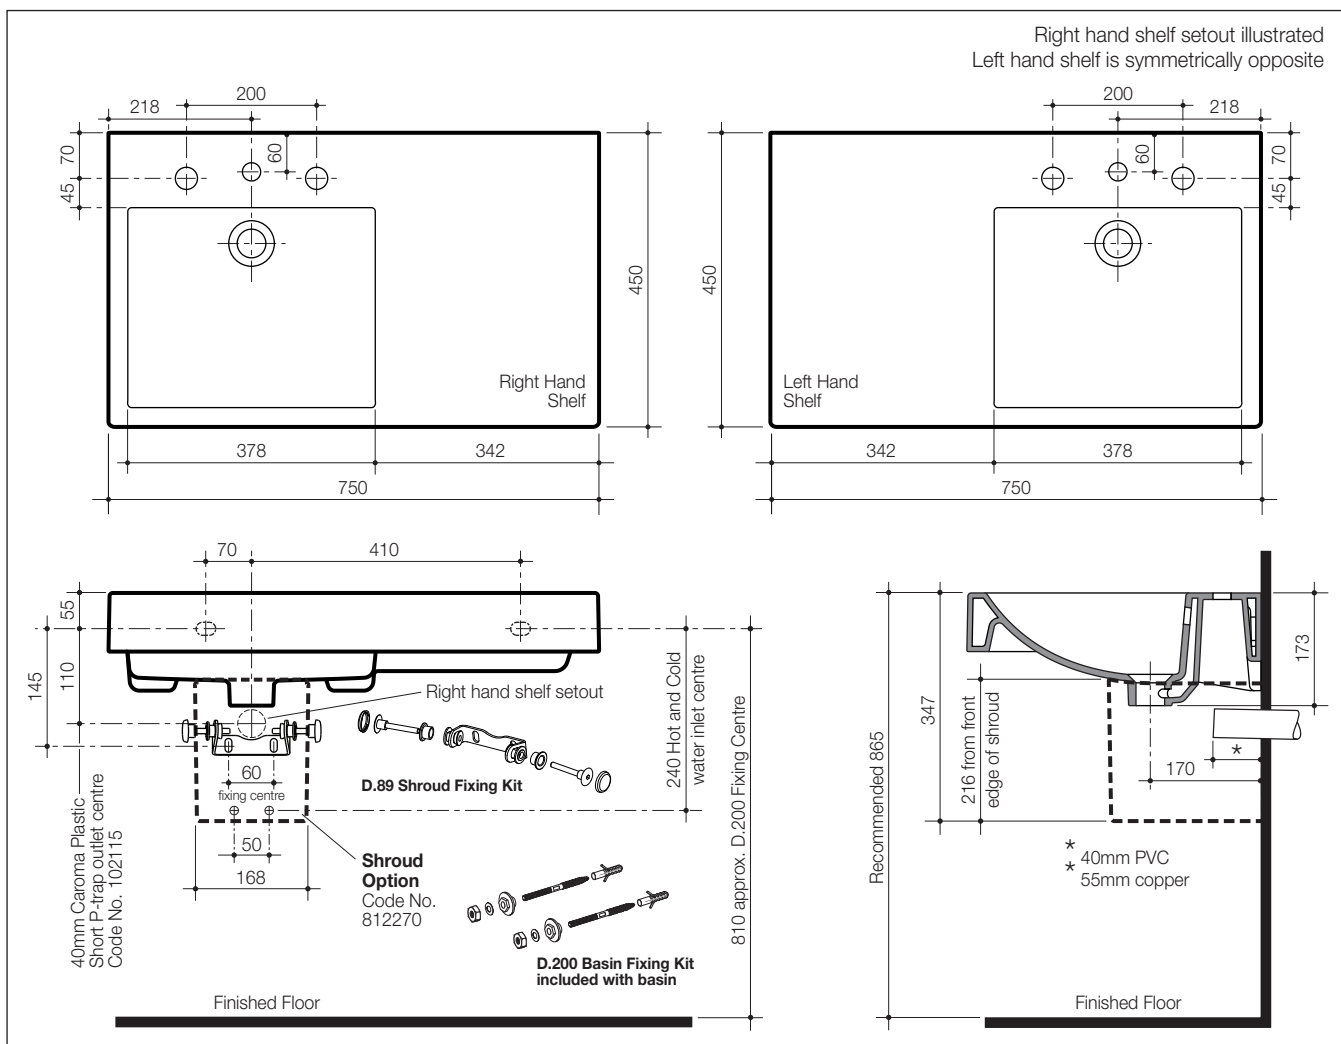 Right hand shelf setout illustrated
Left hand shelf is symmetrically opposite
200
218
70
60
45
450
Right Hand
Shelf
378
342
750
200
218
60
70
45
450
Left Hand
Shelf
342
378
750
70
410
55
110
145
Right hand shelf setout
240 Hot and Cold
water inlet centre
810 approx. D.200 Fixing Centre
60
fixing centre
D.89 Shroud Fixing Kit
50
168
Shroud
Option
Code No.
812270
40mm Caroma Plastic
Short P-trap outlet centre
Code No. 102115
D.200 Basin Fixing Kit
included with basin
Finished Floor
Recommended 865
347
216 from front
edge of shroud
173
*
170
* 40mm PVC
* 55mm copper
Finished Floor